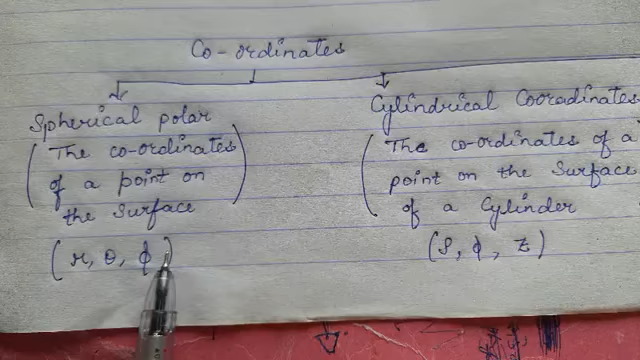 Co-ordinates
Spherical polar
(The co-ordinates
of a point on
the surface)
(r, θ, ϕ)
Cylindrical Cooradinates
(The co-ordinates of a
point on the surface
of a cylinder
(ρ, ϕ, z)